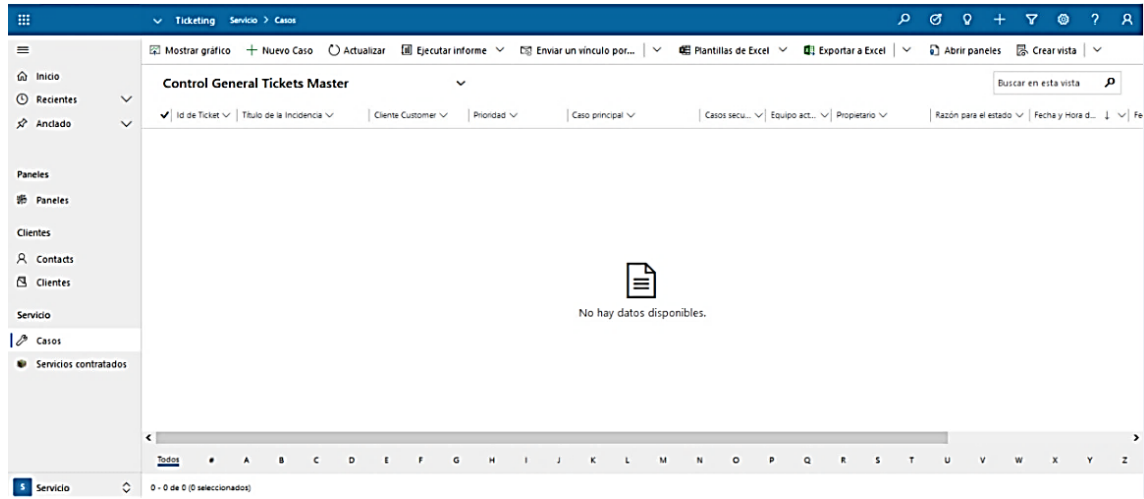 Ticketing Servicio > Casos
Mostrar gráfico + Nuevo Caso Actualizar Ejecutar informe Enviar un vínculo por... Plantillas de Excel Exportar a Excel Abrir paneles Crear vista
Inicio
Recientes
Anclado
Paneles
Paneles
Clientes
Contacts
Clientes
Servicio
Casos
Servicios contratados
S Servicio
Control General Tickets Master
Buscar en esta vista
Id de Ticket Título de la Incidencia Cliente Customer Prioridad Caso principal Casos secu... Equipo act... Propietario Razón para el estado Fecha y Hora d... Fe
No hay datos disponibles.
Todos # A B C D E F G H I J K L M N O P Q R S T U V W X Y Z
0 - 0 de 0 (0 seleccionados)